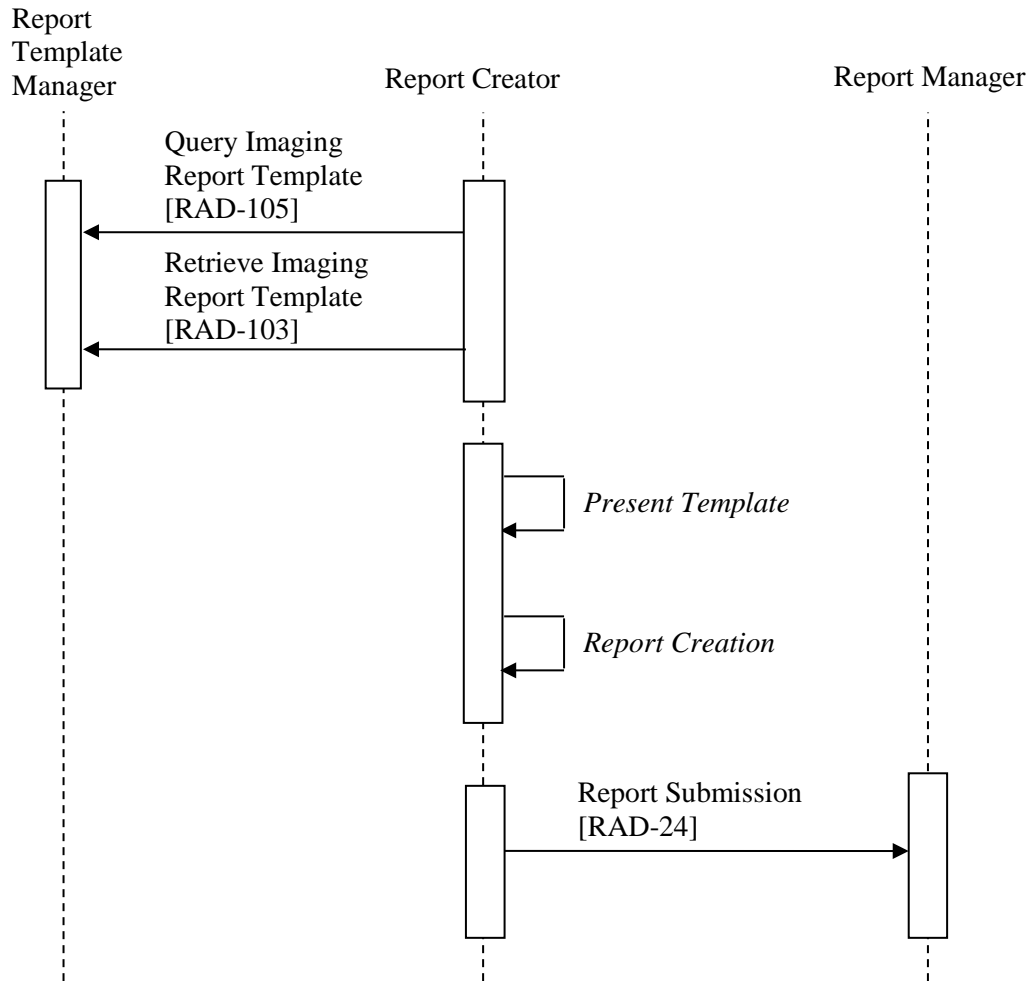 Report
Template
Manager
Report Creator
Report Manager
Query Imaging
Report Template
[RAD-105]
Retrieve Imaging
Report Template
[RAD-103]
Present Template
Report Creation
Report Submission
[RAD-24]